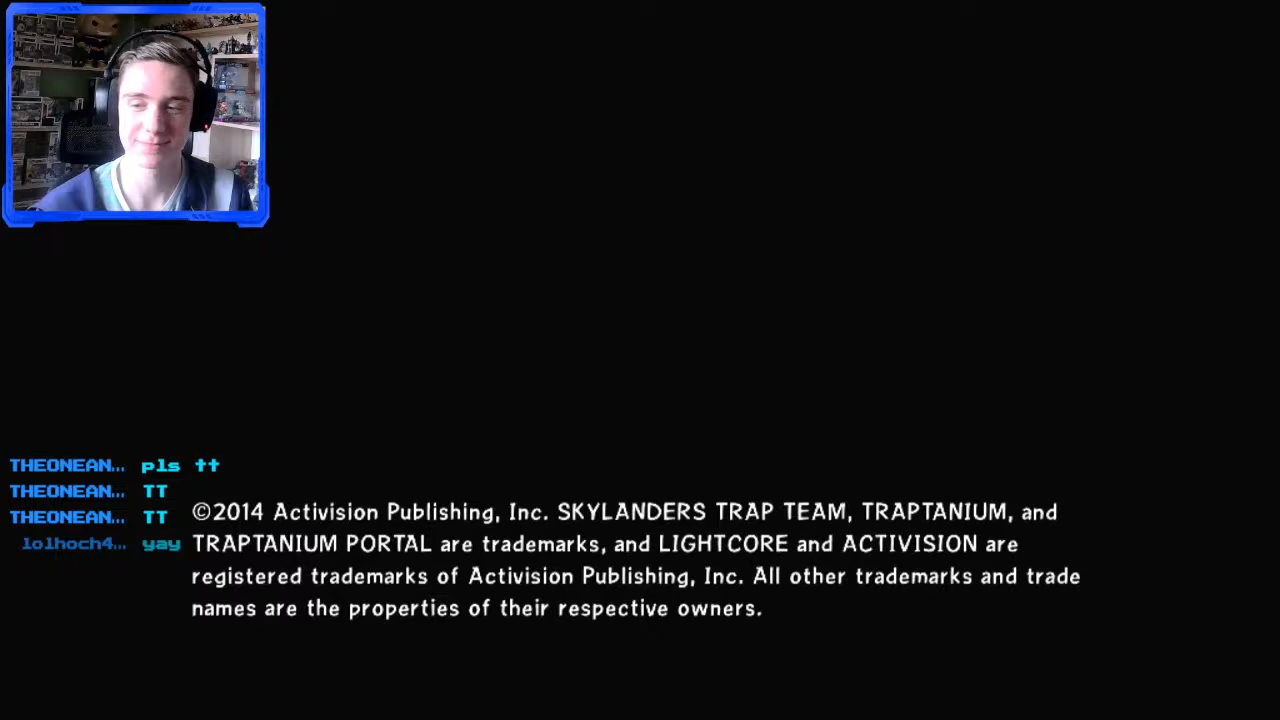 THEONEAN... pls tt
THEONEAN... TT
THEONEAN... TT
lolhoch4... yay
©2014 Activision Publishing, Inc. SKYLANDERS TRAP TEAM, TRAPTANIUM, and
TRAPTANIUM PORTAL are trademarks, and LIGHTCORE and ACTIVISION are
registered trademarks of Activision Publishing, Inc. All other trademarks and trade
names are the properties of their respective owners.